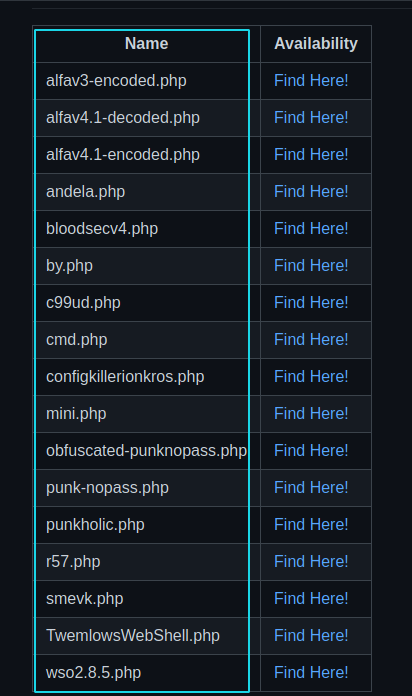 Name Availability
alfav3-encoded.php Find Here!
alfav4.1-decoded.php Find Here!
alfav4.1-encoded.php Find Here!
andela.php Find Here!
bloodsecv4.php Find Here!
by.php Find Here!
c99ud.php Find Here!
cmd.php Find Here!
configkillerionkros.php Find Here!
mini.php Find Here!
obfuscated-punknopass.php Find Here!
punk-nopass.php Find Here!
punkholic.php Find Here!
r57.php Find Here!
smevk.php Find Here!
TwemlowsWebShell.php Find Here!
wso2.8.5.php Find Here!